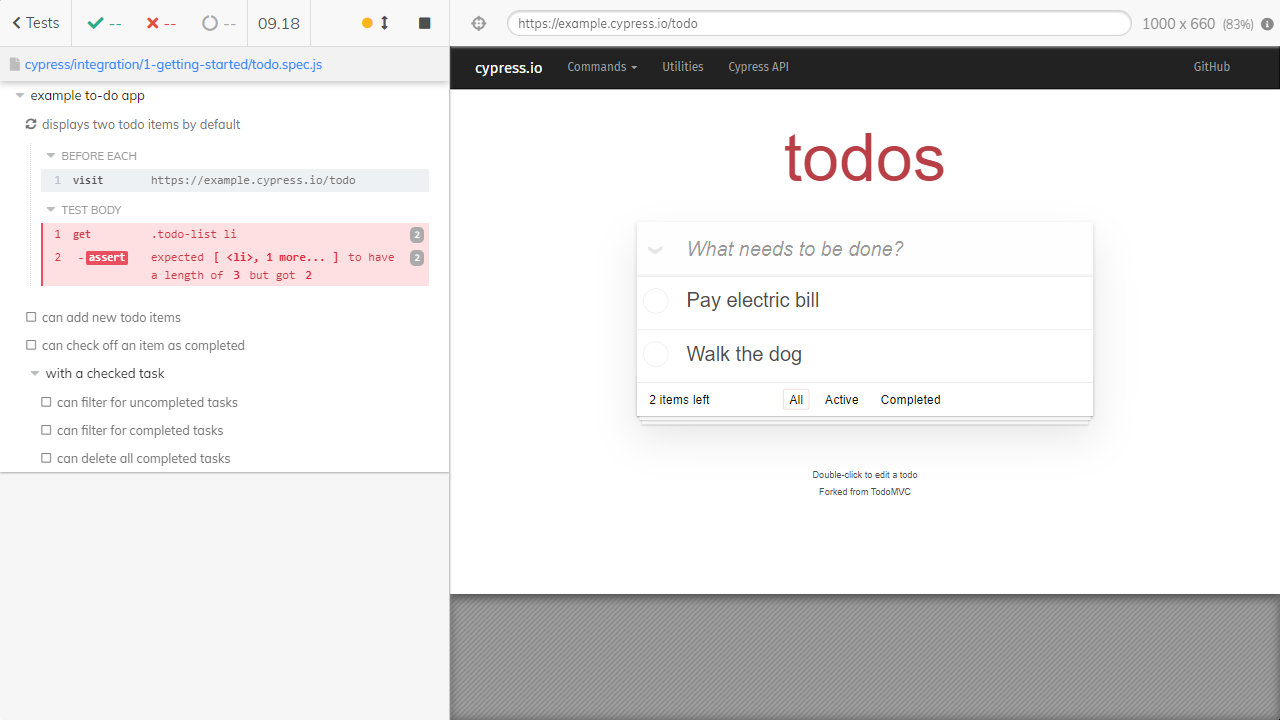 Tests
--
--
--
09.18
https://example.cypress.io/todo
1000 x 660 (83%)
cypress/integration/1-getting-started/todo.spec.js
example to-do app
displays two todo items by default
BEFORE EACH
1 visit https://example.cypress.io/todo
TEST BODY
1 get .todo-list li 2
2 -assert expected [ <li>, 1 more... ] to have 2
a length of 3 but got 2
can add new todo items
can check off an item as completed
with a checked task
can filter for uncompleted tasks
can filter for completed tasks
can delete all completed tasks
cypress.io
Commands
Utilities
Cypress API
GitHub
todos
What needs to be done?
Pay electric bill
Walk the dog
2 items left
All
Active
Completed
Double-click to edit a todo
Forked from TodoMVC